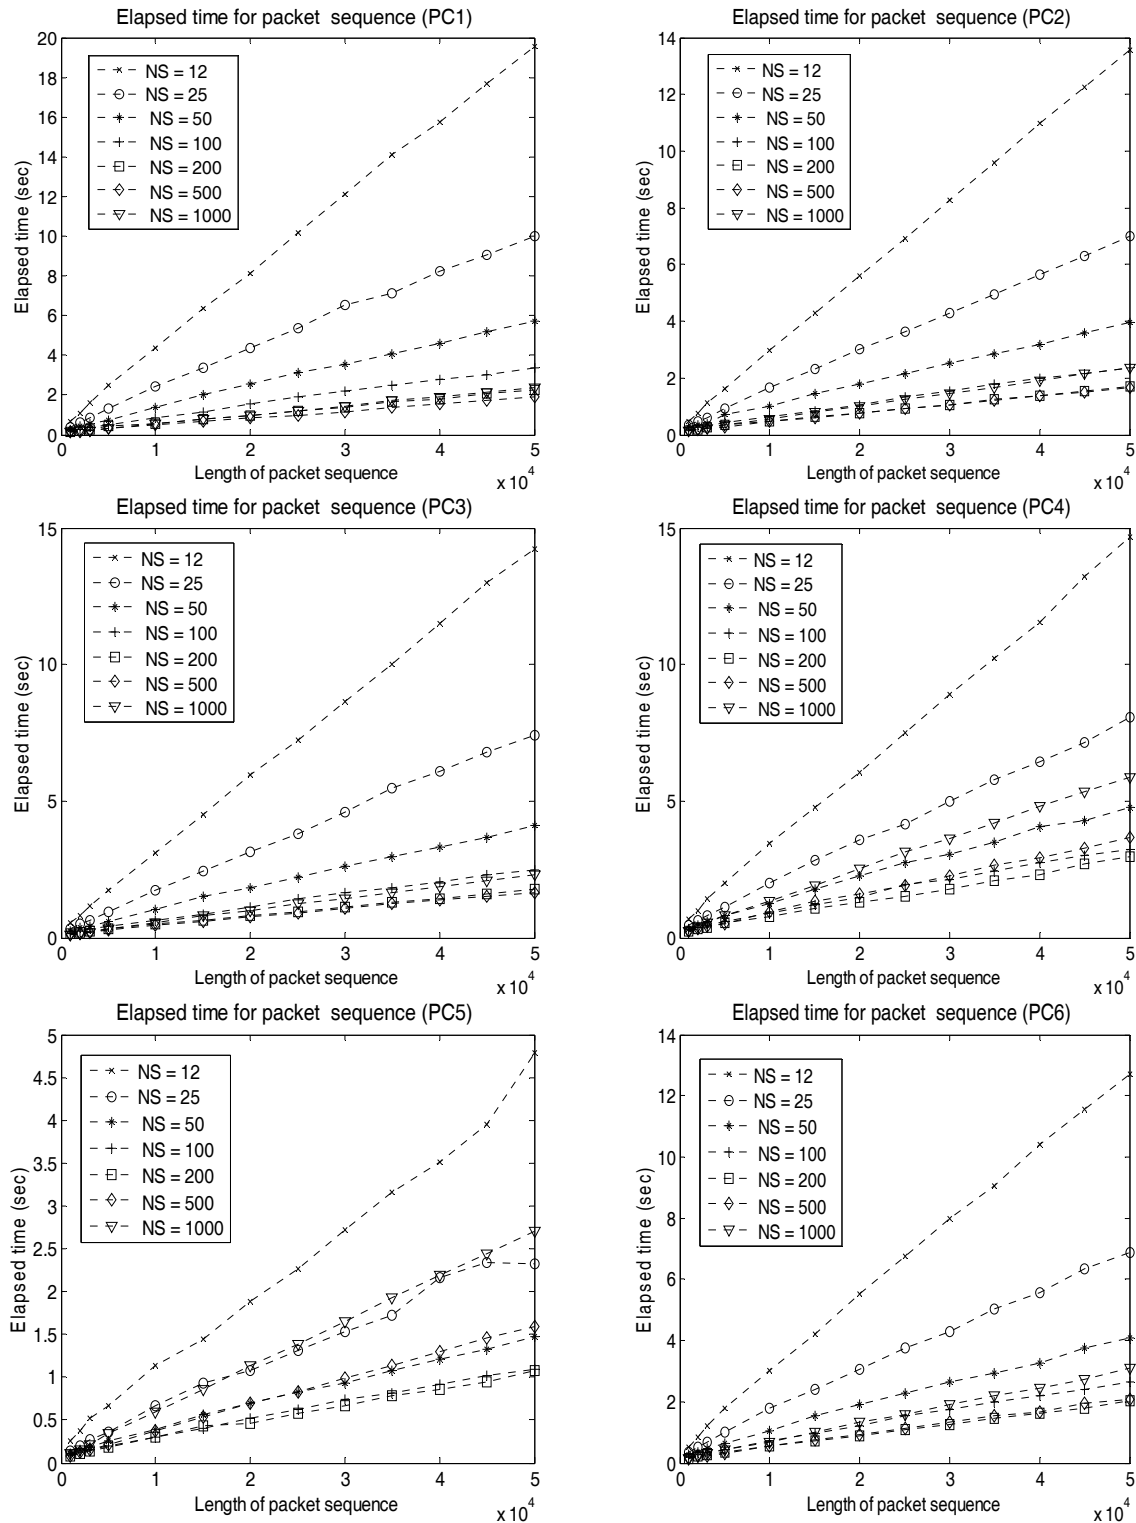 Elapsed time for packet sequence (PC1)
Elapsed time (sec)
20
18
16
14
12
10
8
6
4
2
0
NS = 12
NS = 25
NS = 50
NS = 100
NS = 200
NS = 500
NS = 1000
0 1 2 3 4 5
Length of packet sequence
x 10^4
Elapsed time for packet sequence (PC2)
Elapsed time (sec)
14
12
10
8
6
4
2
0
NS = 12
NS = 25
NS = 50
NS = 100
NS = 200
NS = 500
NS = 1000
0 1 2 3 4 5
Length of packet sequence
x 10^4
Elapsed time for packet sequence (PC3)
Elapsed time (sec)
15
10
5
0
NS = 12
NS = 25
NS = 50
NS = 100
NS = 200
NS = 500
NS = 1000
0 1 2 3 4 5
Length of packet sequence
x 10^4
Elapsed time for packet sequence (PC4)
Elapsed time (sec)
15
10
5
0
NS = 12
NS = 25
NS = 50
NS = 100
NS = 200
NS = 500
NS = 1000
0 1 2 3 4 5
Length of packet sequence
x 10^4
Elapsed time for packet sequence (PC5)
Elapsed time (sec)
5
4.5
4
3.5
3
2.5
2
1.5
1
0.5
0
NS = 12
NS = 25
NS = 50
NS = 100
NS = 200
NS = 500
NS = 1000
0 1 2 3 4 5
Length of packet sequence
x 10^4
Elapsed time for packet sequence (PC6)
Elapsed time (sec)
14
12
10
8
6
4
2
0
NS = 12
NS = 25
NS = 50
NS = 100
NS = 200
NS = 500
NS = 1000
0 1 2 3 4 5
Length of packet sequence
x 10^4